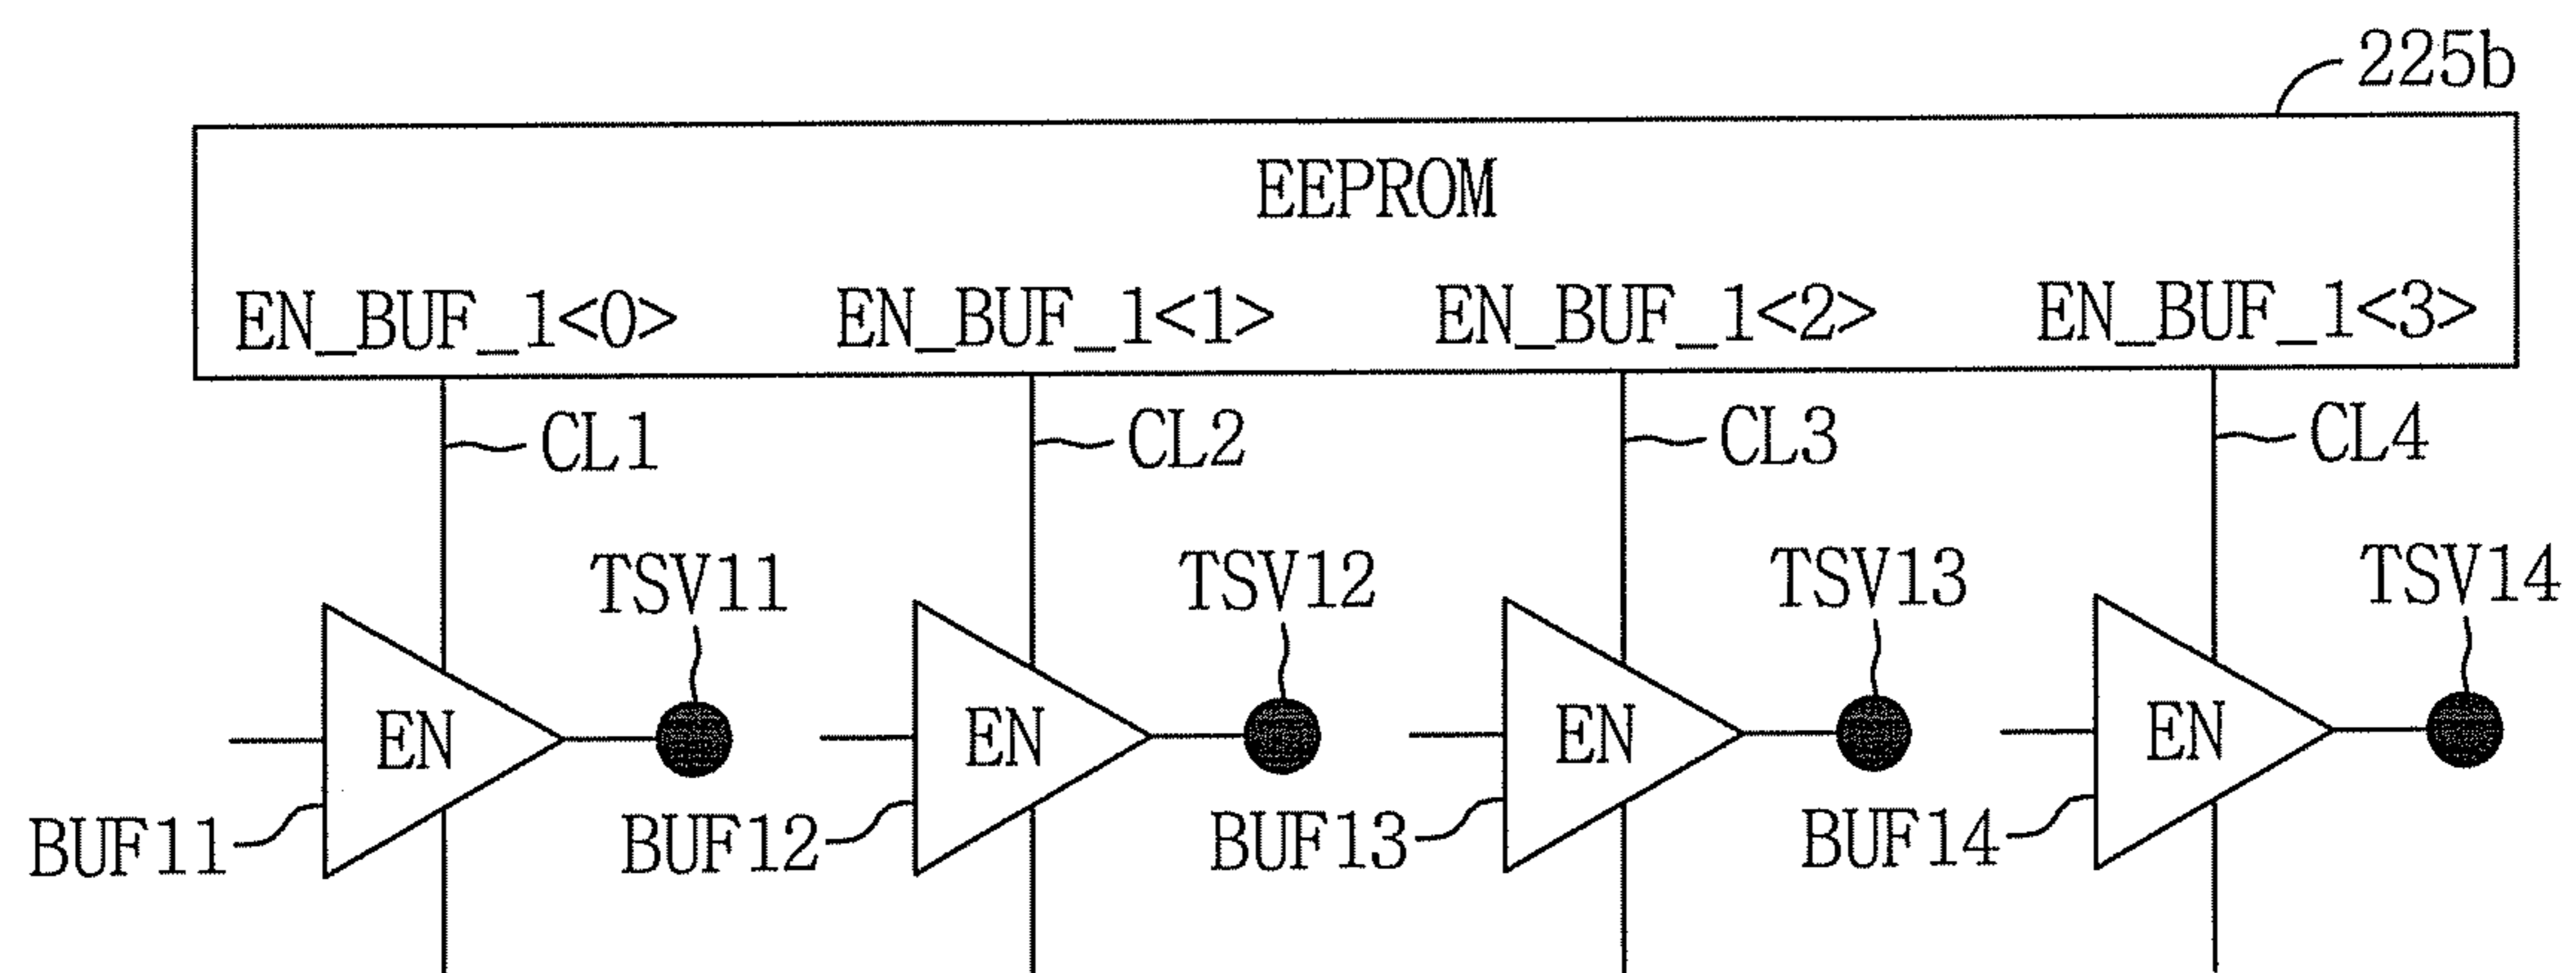 225b
EEPROM
EN_BUF_1<0> EN_BUF_1<1> EN_BUF_1<2> EN_BUF_1<3>
CL1 CL2 CL3 CL4
TSV11 TSV12 TSV13 TSV14
EN EN EN EN
BUF11 BUF12 BUF13 BUF14